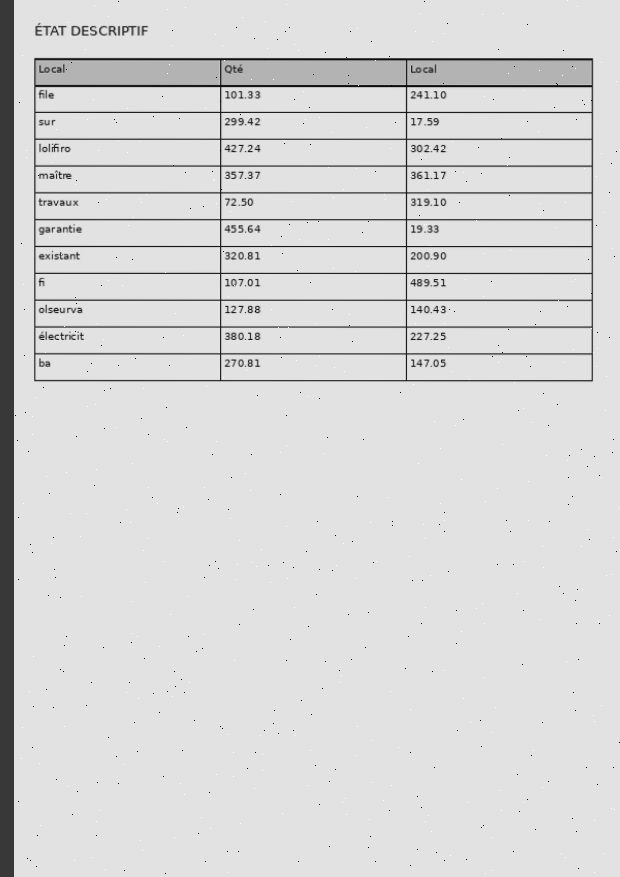 ÉTAT DESCRIPTIF
Local Qté Local
file 101.33 241.10
sur 299.42 17.59
lolifiro 427.24 302.42
maître 357.37 361.17
travaux 72.50 319.10
garantie 455.64 19.33
existant 320.81 200.90
fi 107.01 489.51
olseurva 127.88 140.43
électricit 380.18 227.25
ba 270.81 147.05